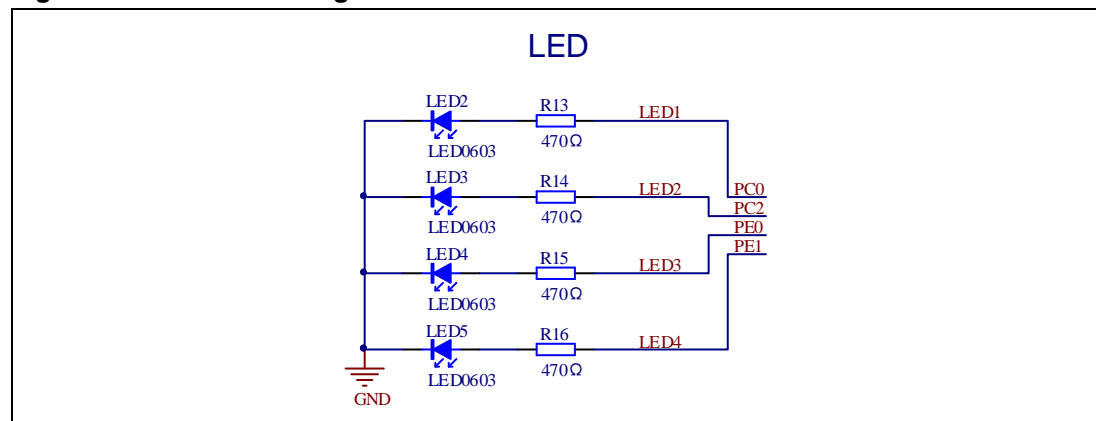 LED
LED2 R13 LED1
LED0603 470Ω
PC0
LED3 R14 LED2
PC2
LED0603 470Ω
PE0
LED4 R15 LED3
PE1
LED0603 470Ω
LED5 R16 LED4
LED0603 470Ω
GND